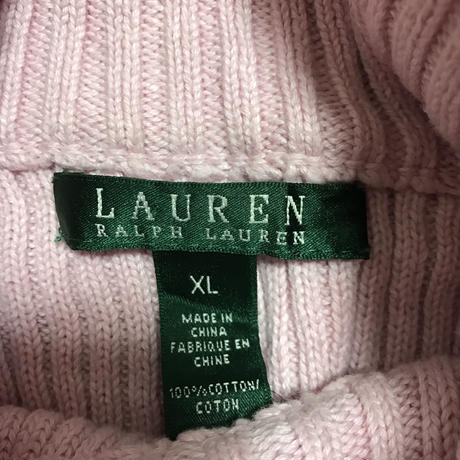 LAUREN
RALPH LAUREN
XL
MADE IN
CHINA
FABRIQUE EN
CHINE
100%COTTON/
COTON